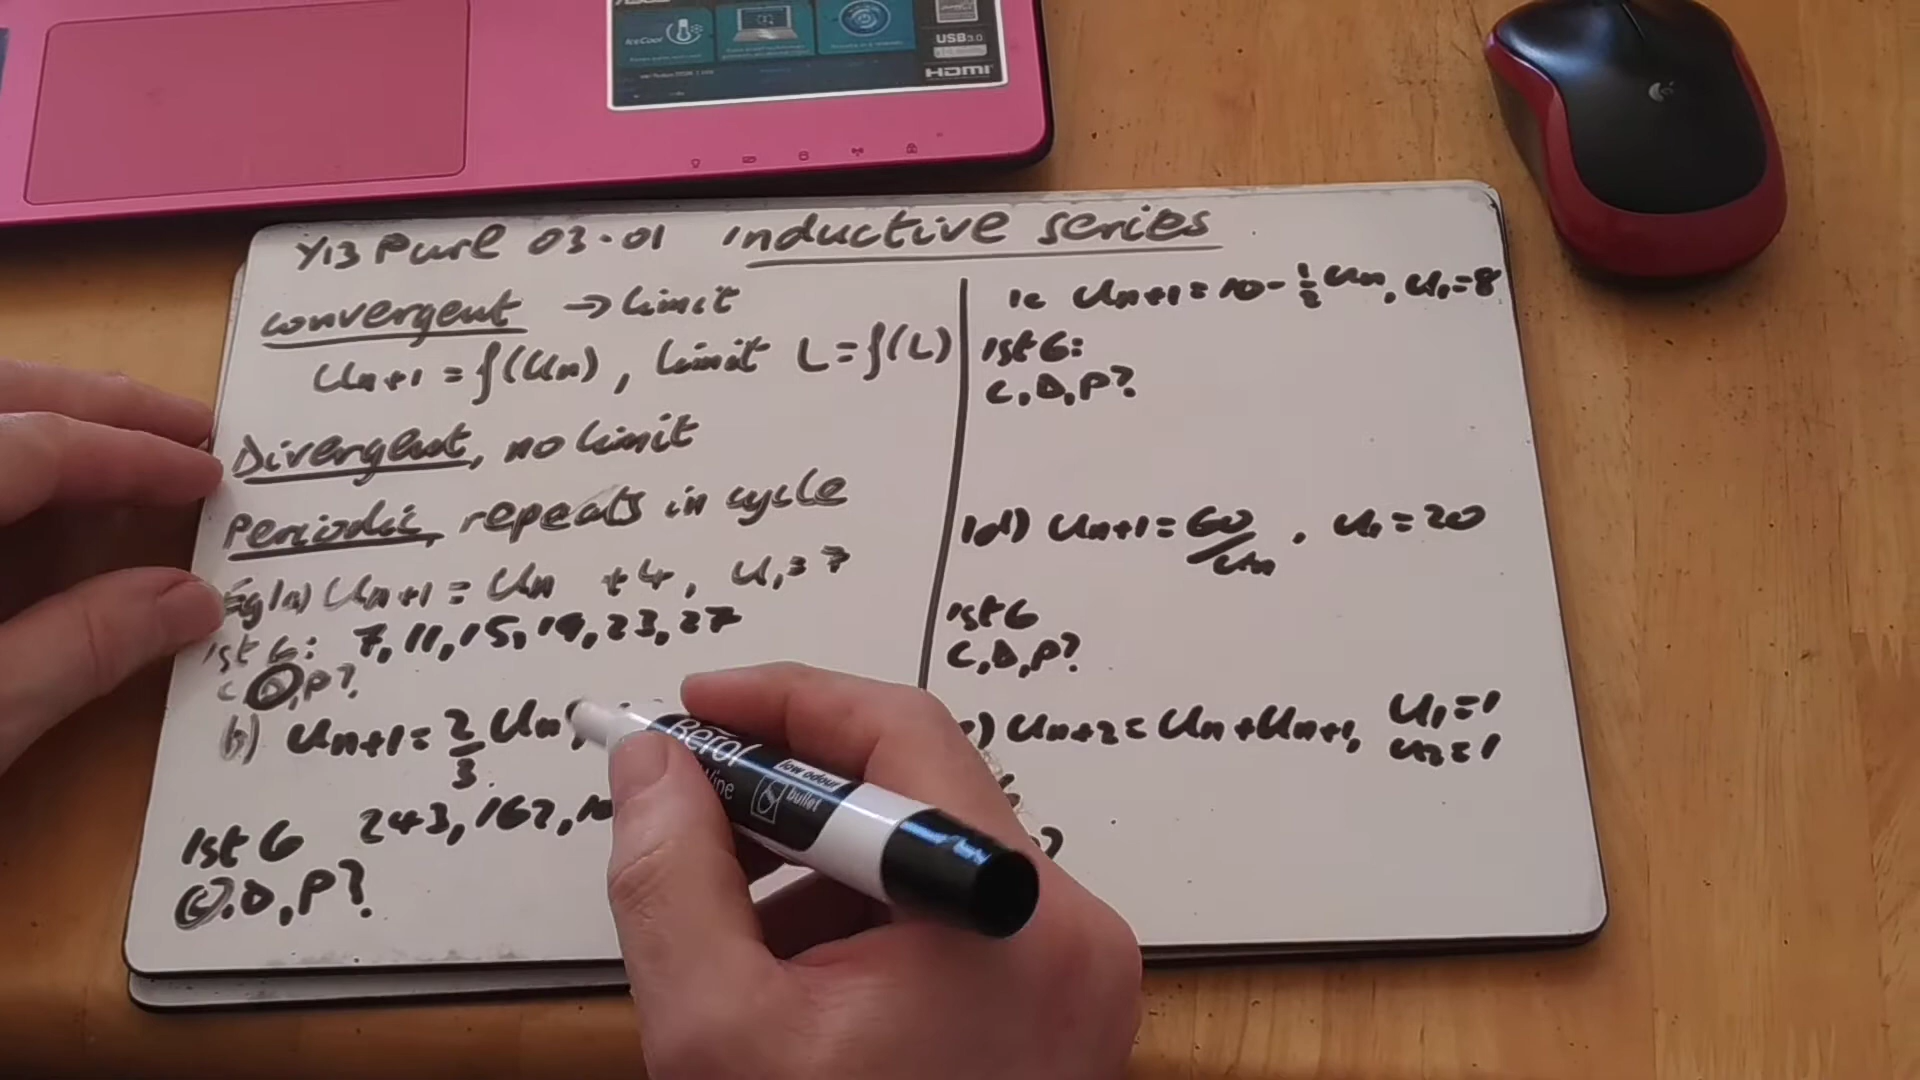 IceCool
USB3.0
HDMI
Y13 Pure 03.01 Inductive series
convergent → limit
Un+1 = f(Un), limit L = f(L)
Divergent, no limit
Periodic, repeats in cycle
Eg 1a) Un+1 = Un + 4, U1 = 7
1st 6: 7, 11, 15, 19, 23, 27
C, D, P?
b) Un+1 = 2/3 Un,
243, 162, 10
1st 6
C, D, P?
1c Un+1 = 10 - 1/2 Un, U1 = 8
1st 6:
C, D, P?
1d) Un+1 = 60/Un, U1 = 20
1st 6
C, D, P?
) Un+2 = Un + Un+1, U1 = 1
U2 = 1
?
Berol
low odour
bullet